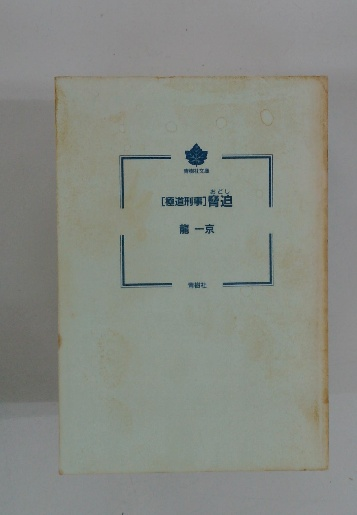 青樹社文庫
おどし
[極道刑事]脅迫
龍 一京
青樹社